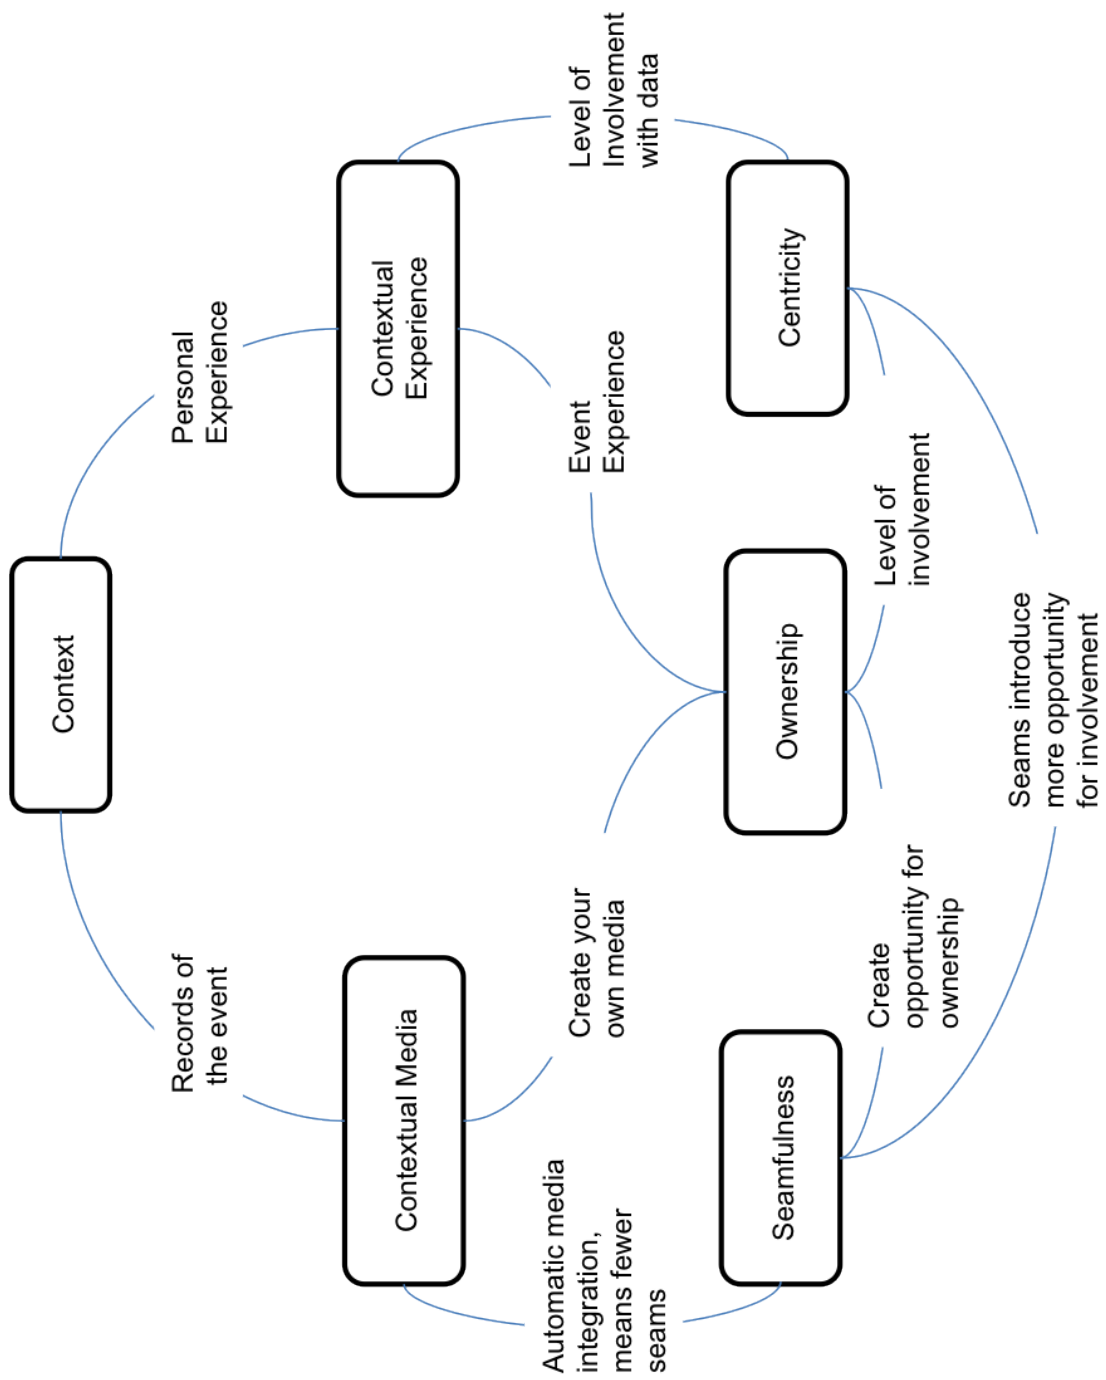 Context
Records of
the event
Personal
Experience
Contextual Media
Contextual
Experience
Automatic media
integration,
means fewer
seams
Create your
own media
Event
Experience
Level of
Involvement
with data
Seamfulness
Ownership
Centricity
Create
opportunity for
ownership
Level of
involvement
Seams introduce
more opportunity
for involvement